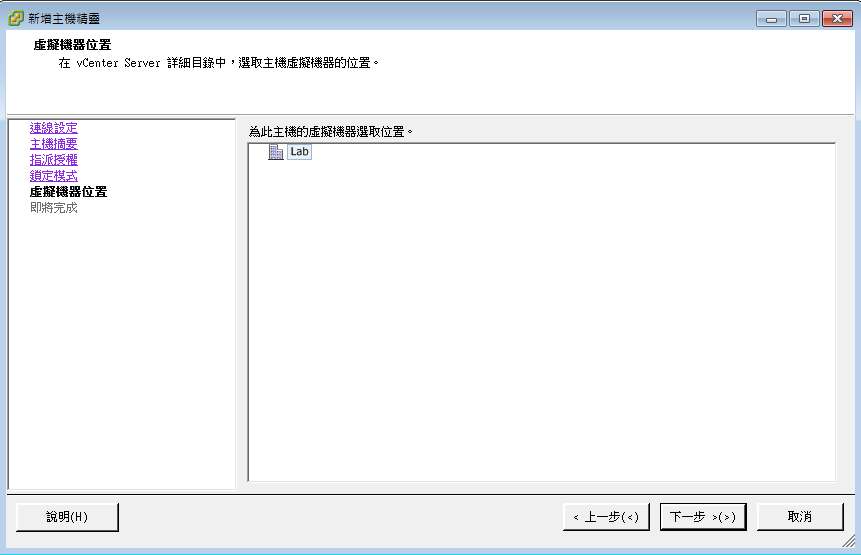 新增主機精靈
虛擬機器位置
在 vCenter Server 詳細目錄中，選取主機虛擬機器的位置。
連線設定
主機摘要
指派授權
鎖定模式
虛擬機器位置
即將完成
為此主機的虛擬機器選取位置。
Lab
說明(H)
< 上一步(<)
下一步 >(>)
取消